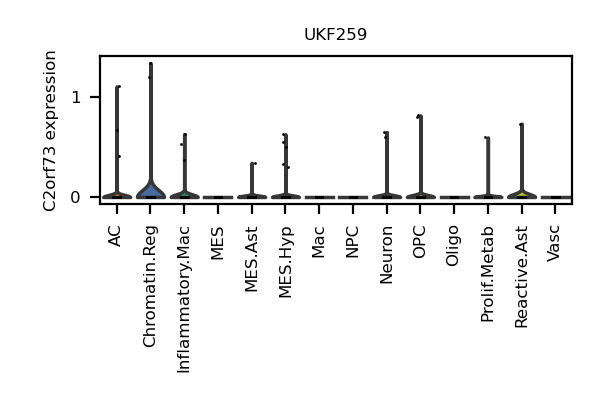 UKF259
C2orf73 expression
1
0
AC
Chromatin.Reg
Inflammatory.Mac
MES
MES.Ast
MES.Hyp
Mac
NPC
Neuron
OPC
Oligo
Prolif.Metab
Reactive.Ast
Vasc